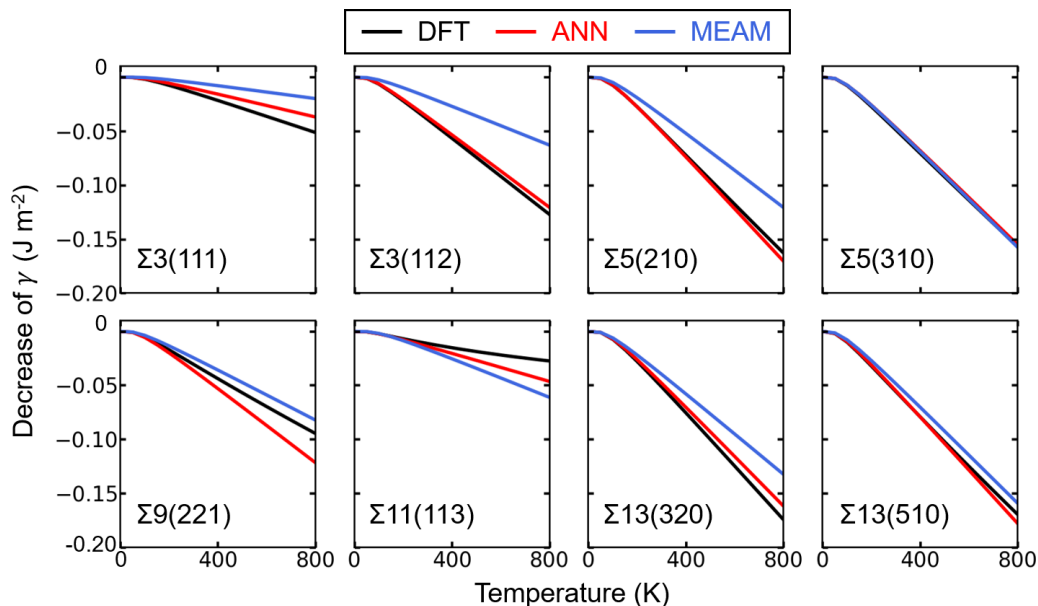 DFT ANN MEAM
Decrease of γ (J m⁻²)
0
−0.05
−0.10
−0.15
−0.20
Σ3(111)
Σ3(112)
Σ5(210)
Σ5(310)
0
−0.05
−0.10
−0.15
-0.20
Σ9(221)
Σ11(113)
Σ13(320)
Σ13(510)
0 400 800 0 400 800 0 400 800 0 400 800
Temperature (K)